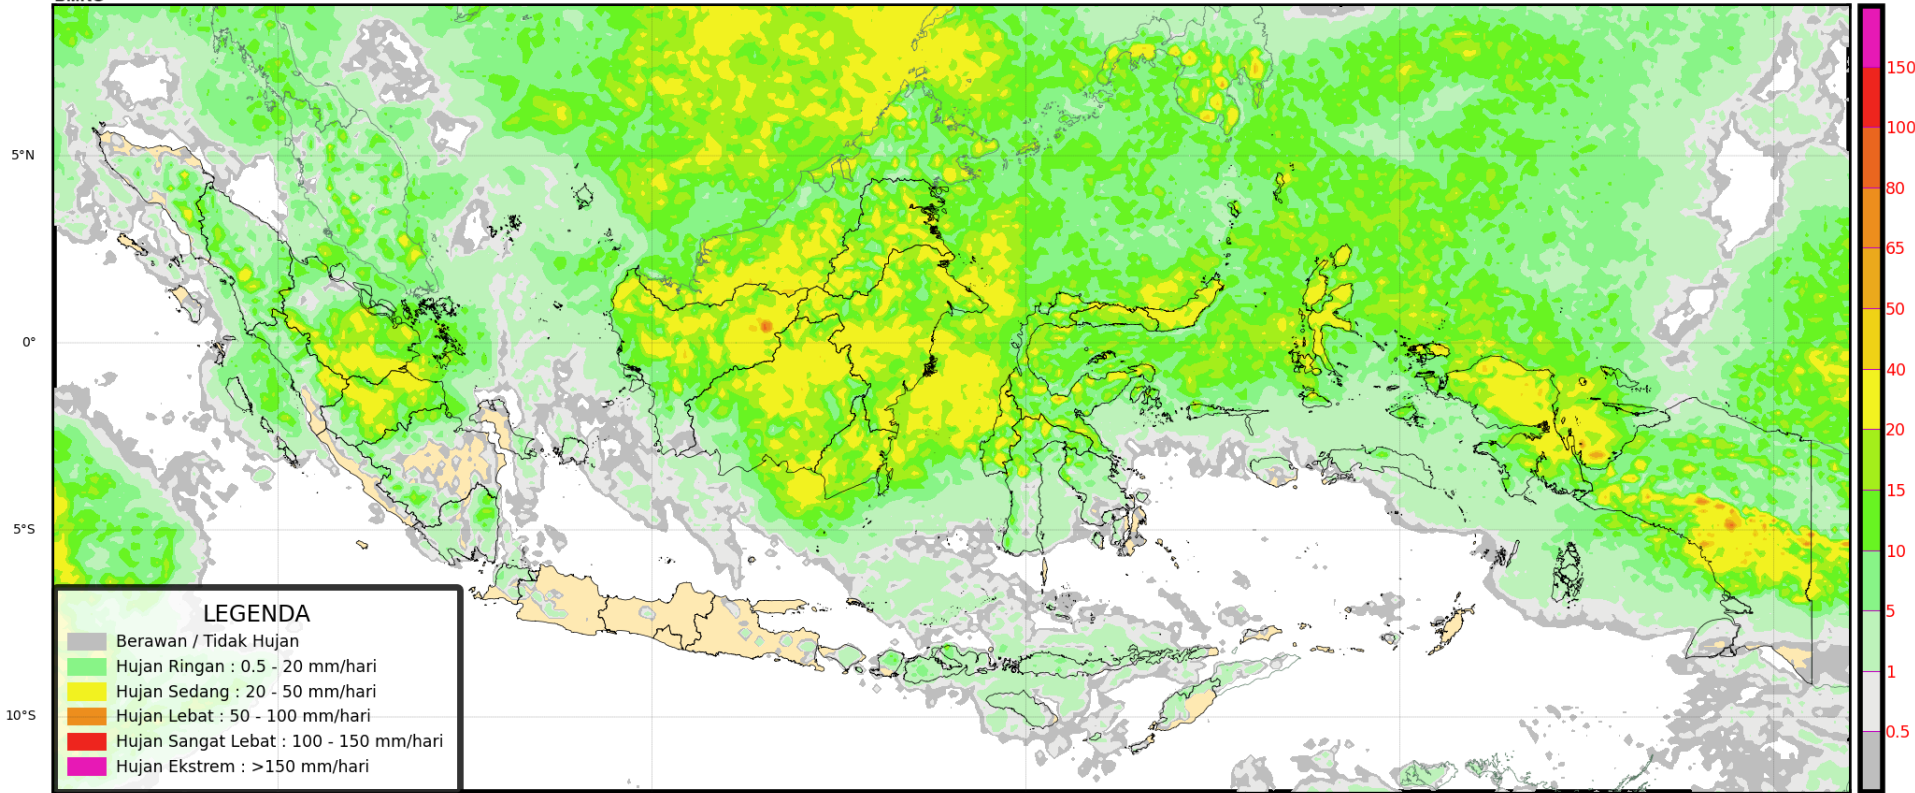 5°N
0°
5°S
10°S
LEGENDA
Berawan / Tidak Hujan
Hujan Ringan : 0.5 - 20 mm/hari
Hujan Sedang : 20 - 50 mm/hari
Hujan Lebat : 50 - 100 mm/hari
Hujan Sangat Lebat : 100 - 150 mm/hari
Hujan Ekstrem : >150 mm/hari
150
100
80
65
50
40
20
15
10
5
1
0.5